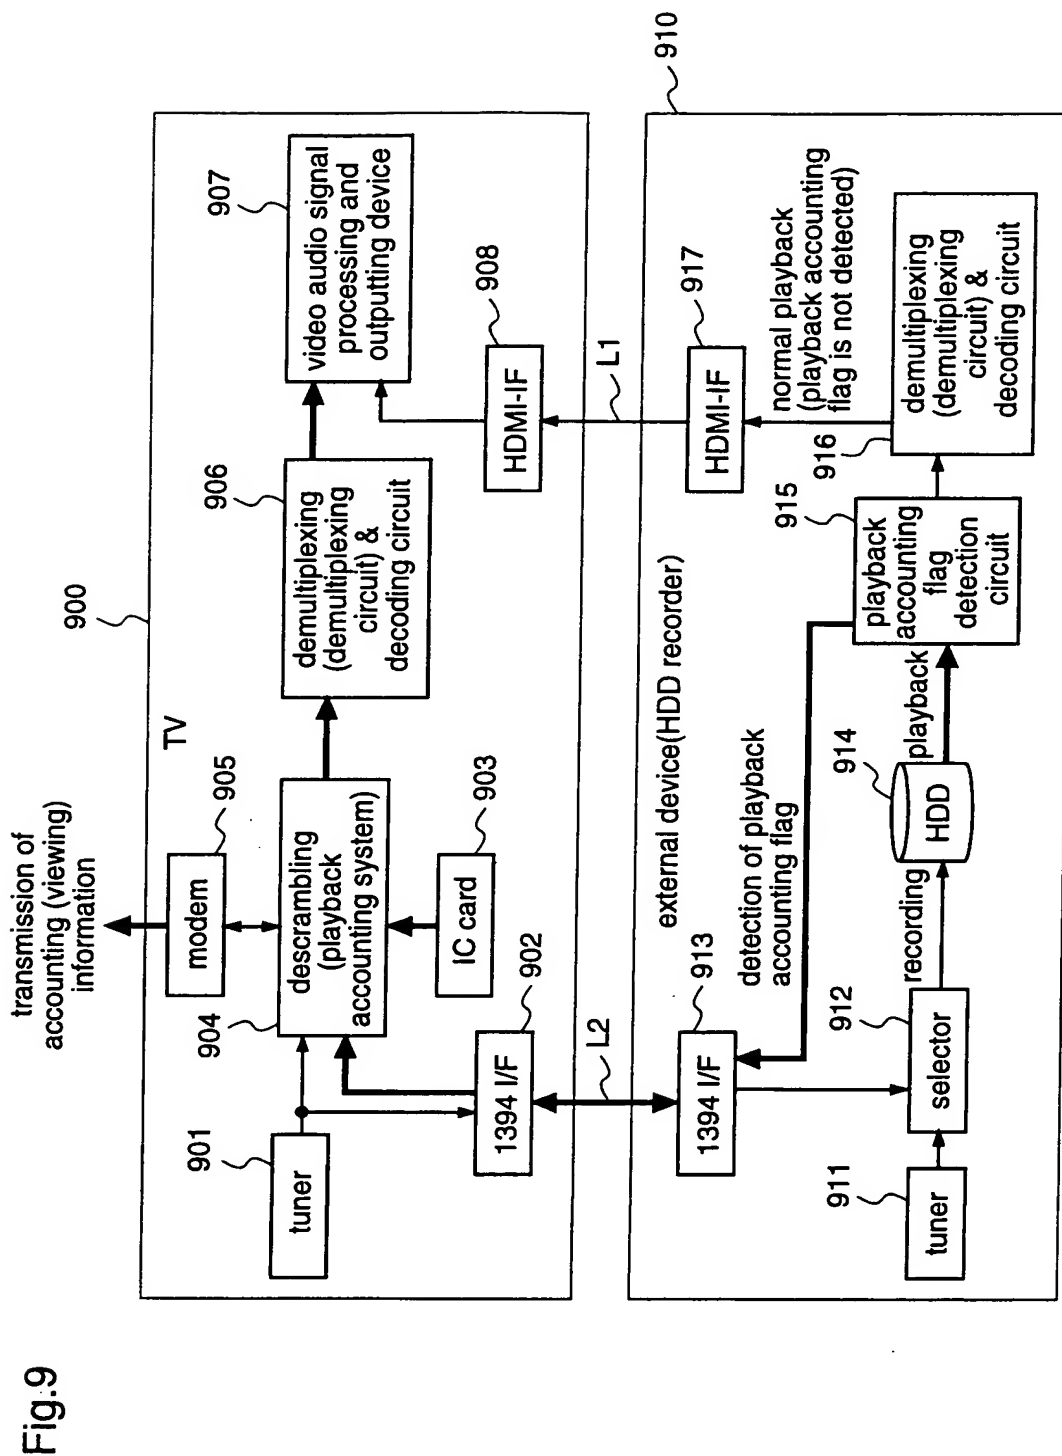 Fig.9
transmission of
accounting (viewing)
information
900
TV
901
tuner
904
descrambling
(playback
accounting system)
905
modem
903
IC card
902
1394 I/F
906
demultiplexing
(demultiplexing
circuit) &
decoding circuit
907
video audio signal
processing and
outputting device
908
HDMI-IF
L2
L1
910
external device(HDD recorder)
913
1394 I/F
detection of playback
accounting flag
911
tuner
912
selector
recording
914
HDD
playback
915
playback
accounting
flag
detection
circuit
916
demultiplexing
(demultiplexing
circuit) &
decoding circuit
917
HDMI-IF
normal playback
(playback accounting
flag is not detected)